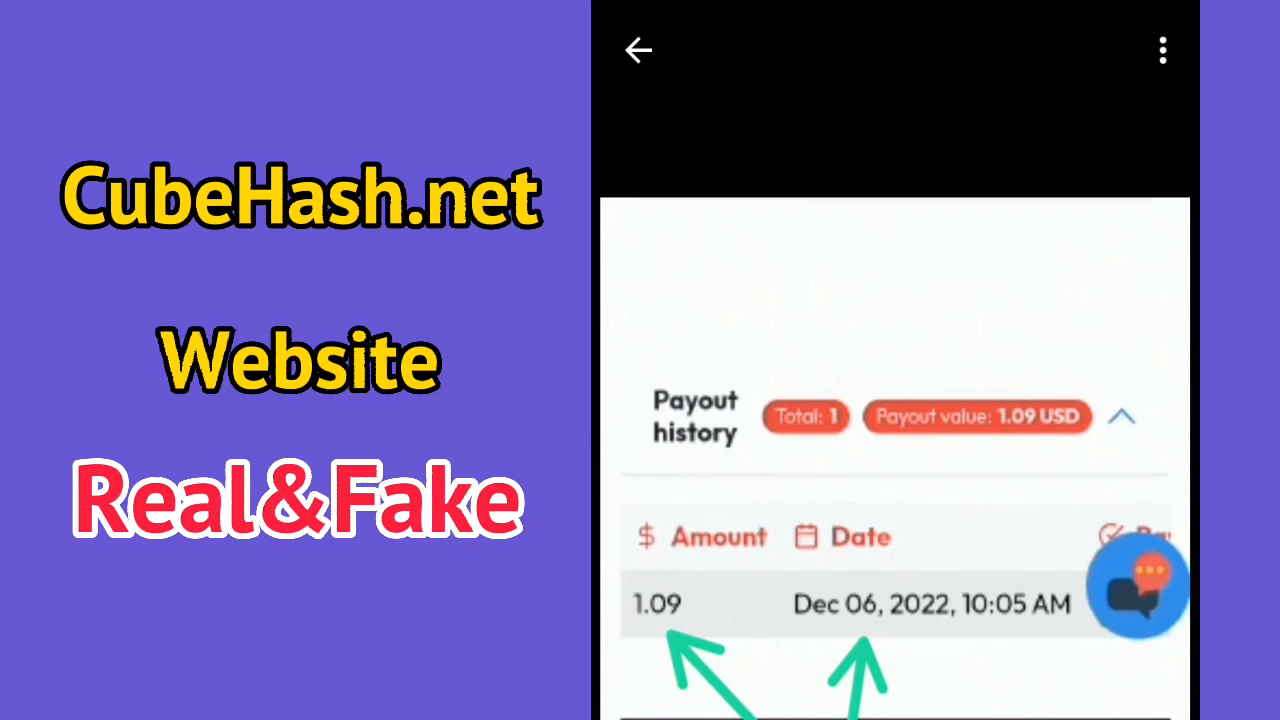 CubeHash.net
Website
Real&Fake
Payout history
Total: 1
Payout value: 1.09 USD
$ Amount
Date
1.09
Dec 06, 2022, 10:05 AM